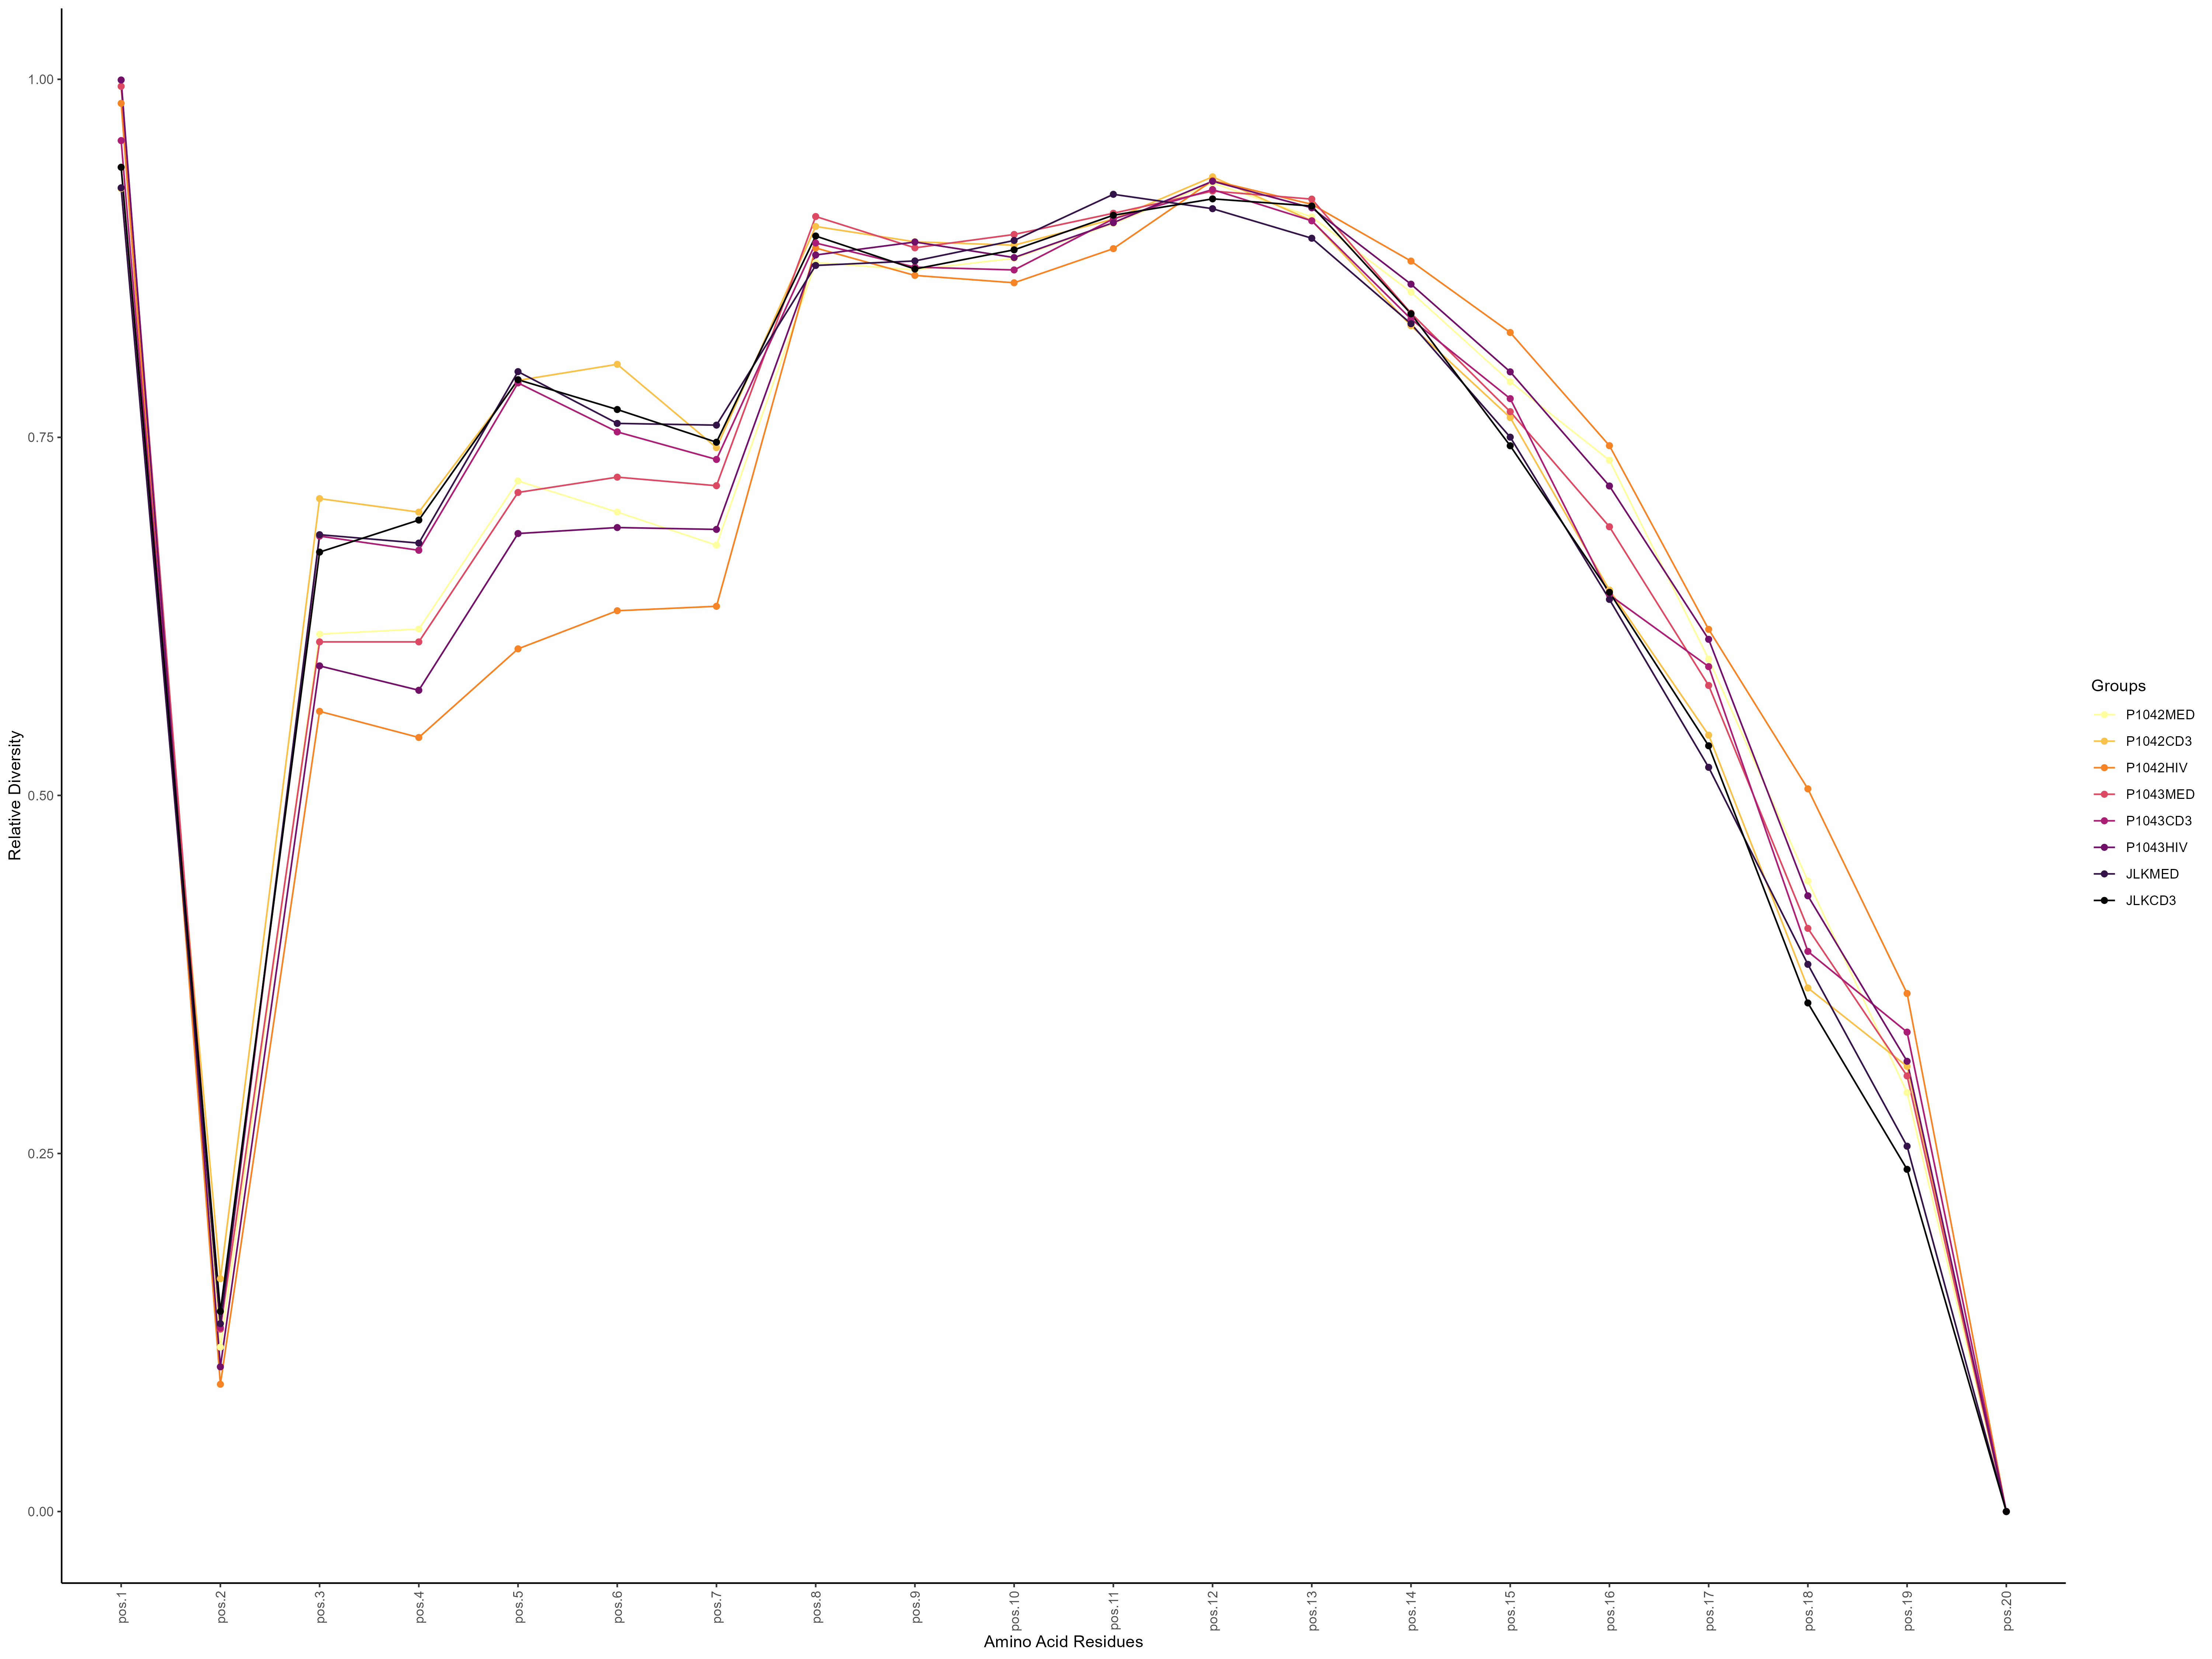 1.00
0.75
0.50
0.25
0.00
Relative Diversity
pos.1
pos.2
pos.3
pos.4
pos.5
pos.6
pos.7
pos.8
pos.9
pos.10
pos.11
pos.12
pos.13
pos.14
pos.15
pos.16
pos.17
pos.18
pos.19
pos.20
Amino Acid Residues
Groups
P1042MED
P1042CD3
P1042HIV
P1043MED
P1043CD3
P1043HIV
JLKMED
JLKCD3